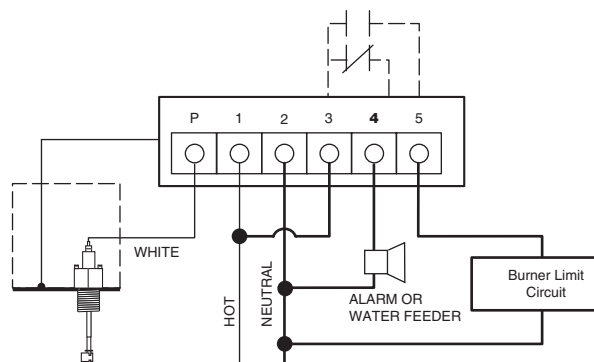 P 1 2 3 4 5
WHITE
HOT
NEUTRAL
ALARM OR
WATER FEEDER
Burner Limit
Circuit